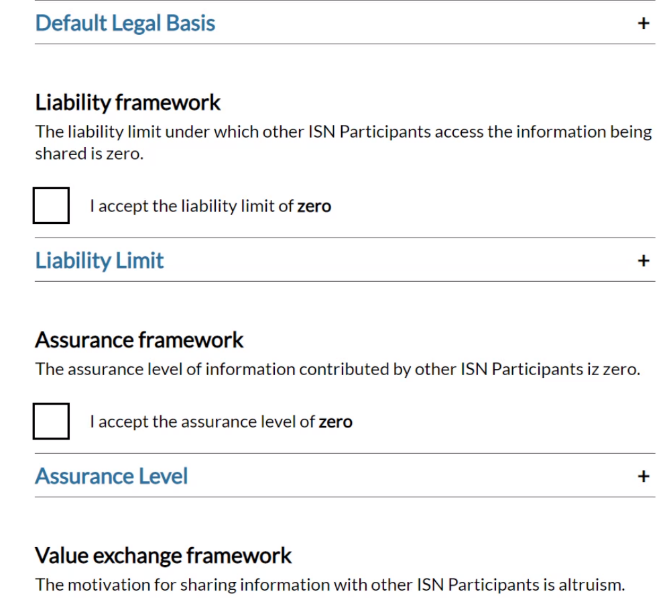 Default Legal Basis +
Liability framework
The liability limit under which other ISN Participants access the information being
shared is zero.
I accept the liability limit of zero
Liability Limit +
Assurance framework
The assurance level of information contributed by other ISN Participants iz zero.
I accept the assurance level of zero
Assurance Level +
Value exchange framework
The motivation for sharing information with other ISN Participants is altruism.